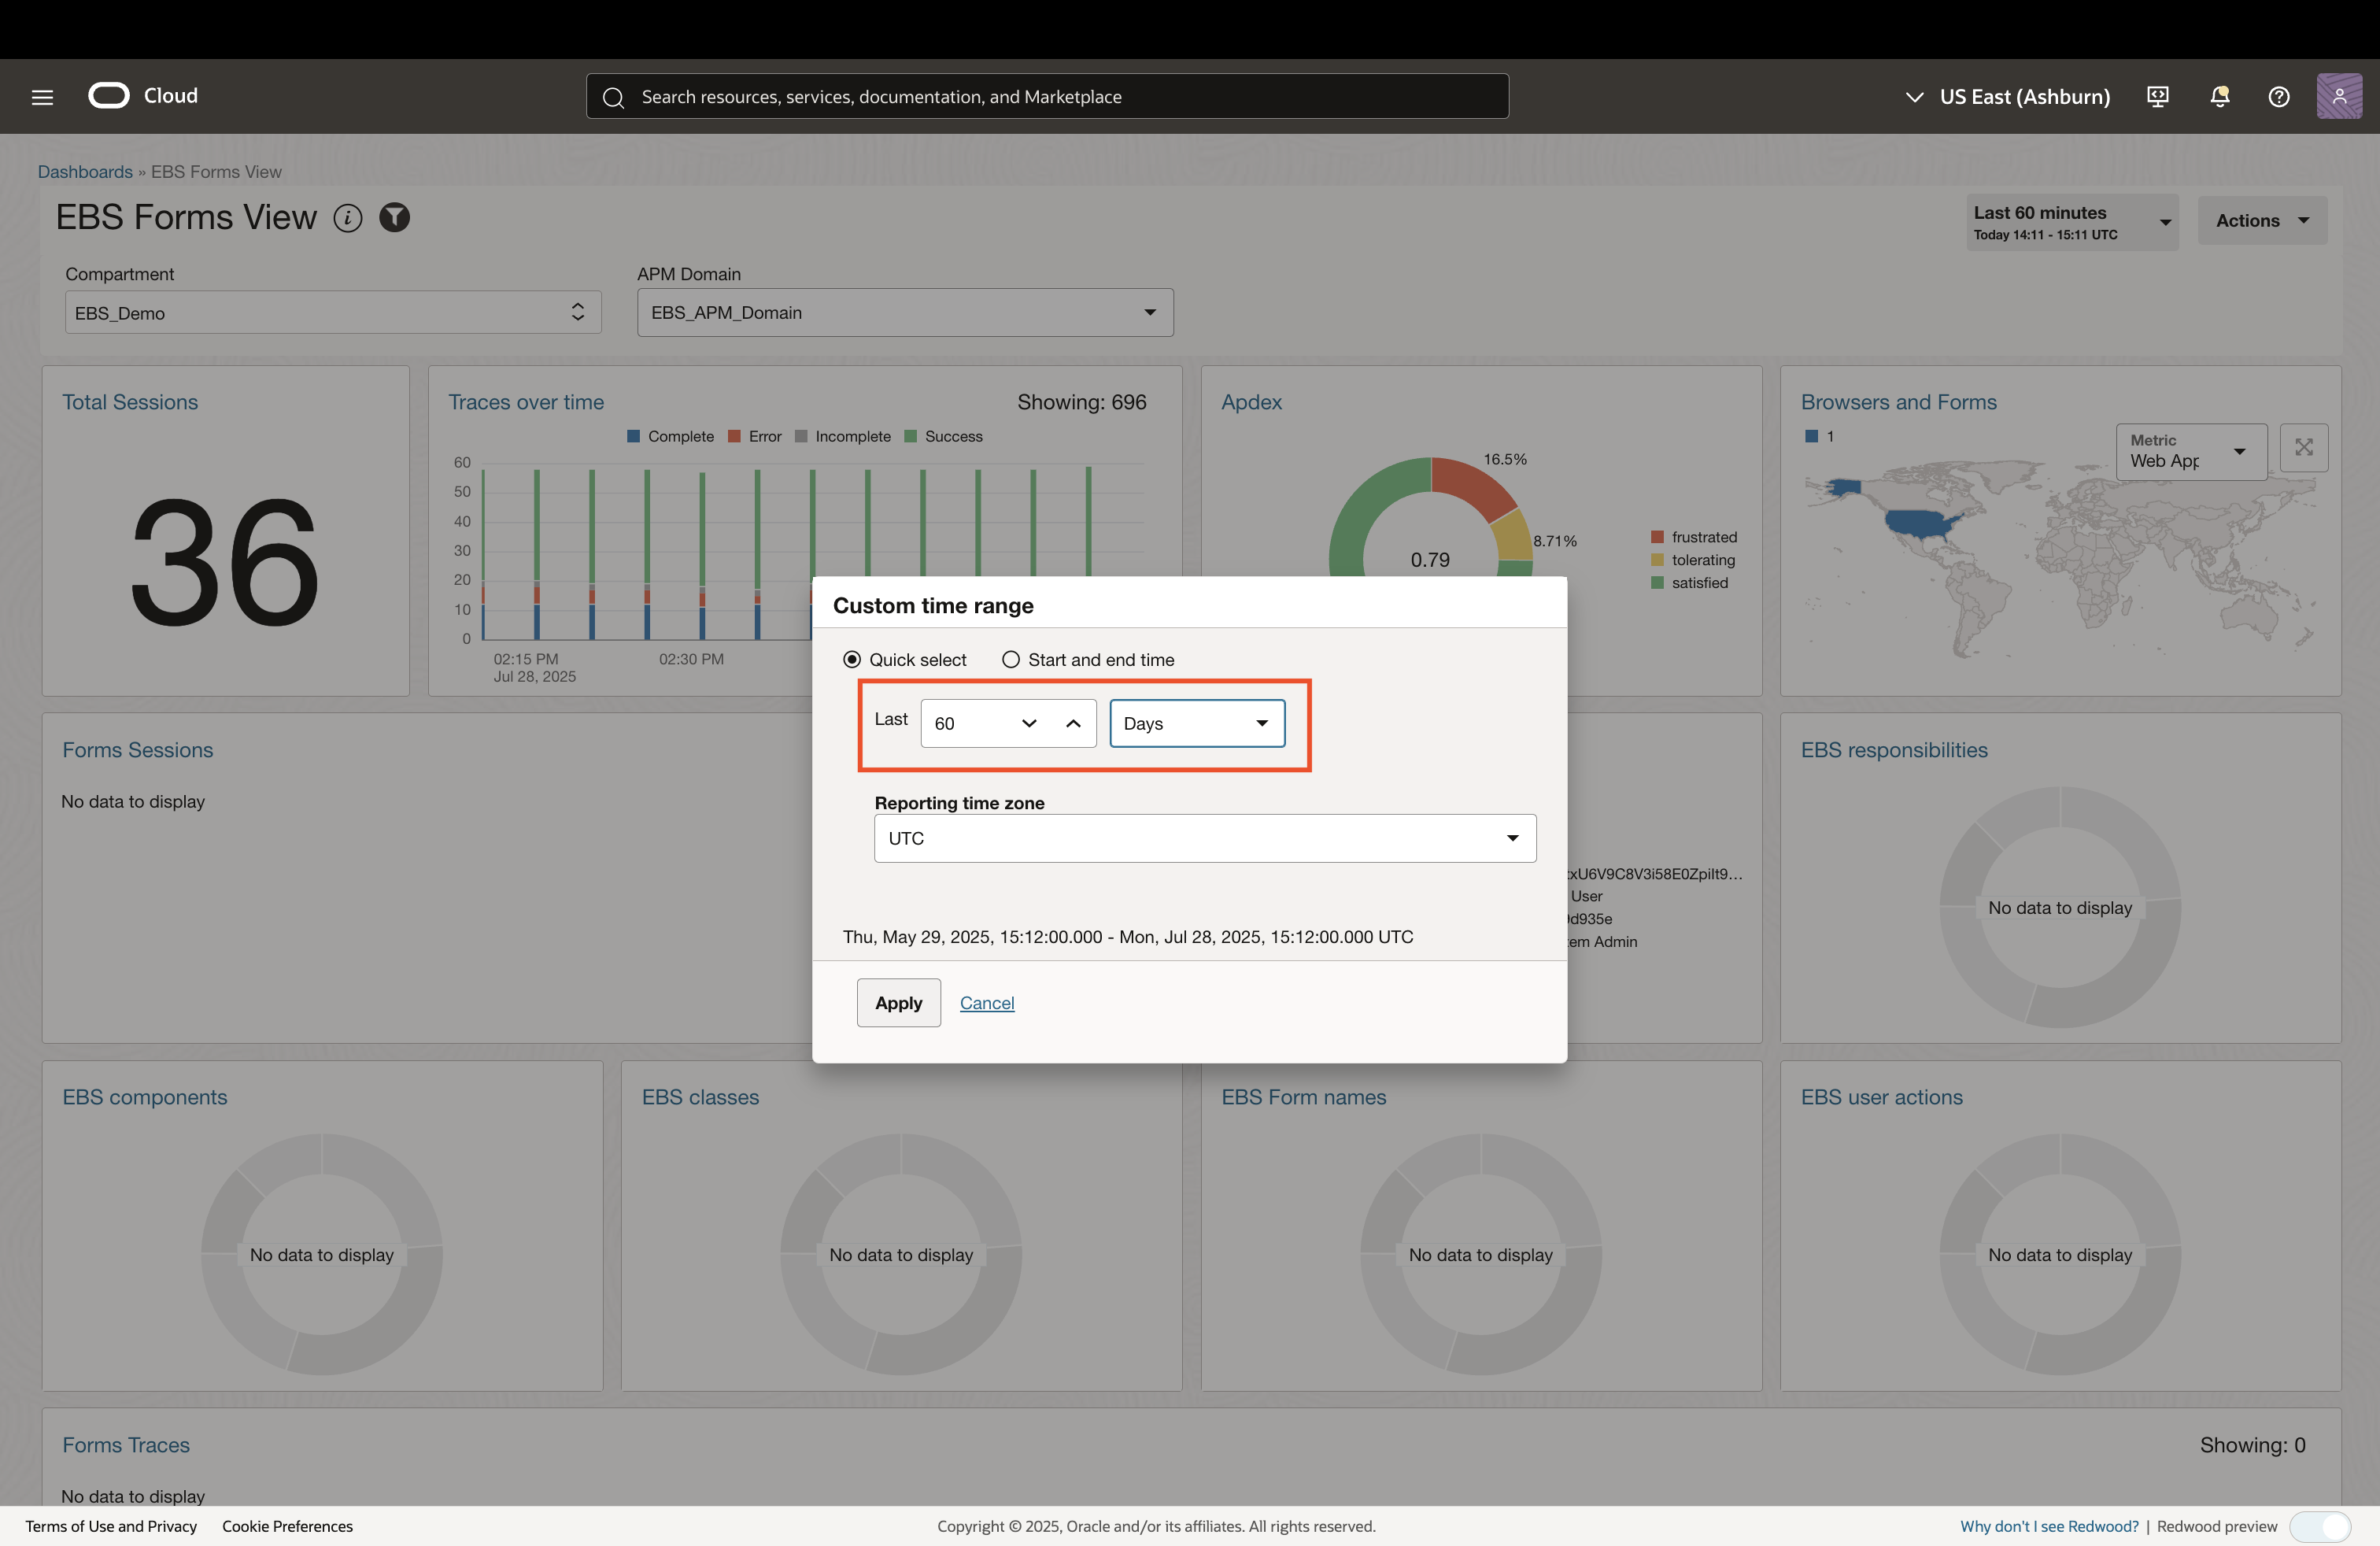 Cloud
Search resources, services, documentation, and Marketplace
US East (Ashburn)
Dashboards » EBS Forms View
EBS Forms View
Last 60 minutes
Today 14:11 - 15:11 UTC
Actions
Compartment
APM Domain
EBS_Demo
EBS_APM_Domain
Total Sessions
36
Traces over time
Showing: 696
Complete Error Incomplete Success
60
50
40
30
20
10
0
02:15 PM
Jul 28, 2025
02:30 PM
Apdex
16.5%
8.71%
0.79
frustrated
tolerating
satisfied
Browsers and Forms
1
Metric
Web App
Custom time range
Quick select
Start and end time
Last
60
Days
Reporting time zone
UTC
Thu, May 29, 2025, 15:12:00.000 - Mon, Jul 28, 2025, 15:12:00.000 UTC
Apply
Cancel
Forms Sessions
No data to display
User
d935e
em Admin
EBS responsibilities
No data to display
EBS components
No data to display
EBS classes
No data to display
EBS Form names
No data to display
EBS user actions
No data to display
Forms Traces
Showing: 0
No data to display
Terms of Use and Privacy
Cookie Preferences
Copyright © 2025, Oracle and/or its affiliates. All rights reserved.
Why don't I see Redwood? | Redwood preview